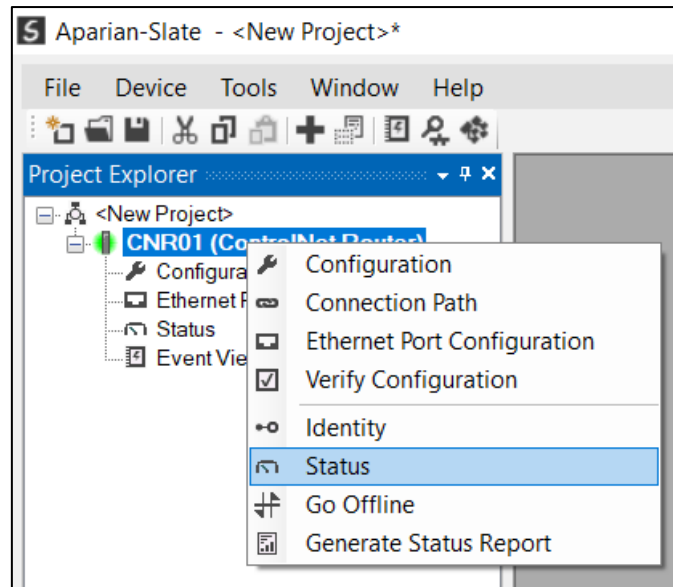 Aparian-Slate - <New Project>*
File Device Tools Window Help
Project Explorer
<New Project>
CNR01 (ControlNet Router)
Configura
Ethernet
Status
Event Vie
Configuration
Connection Path
Ethernet Port Configuration
Verify Configuration
Identity
Status
Go Offline
Generate Status Report